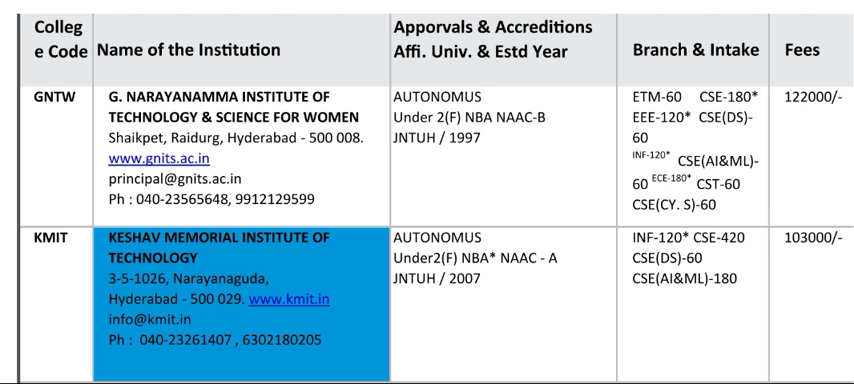 Colleg
e Code
Name of the Institution
Apporvals & Accreditions
Affi. Univ. & Estd Year
Branch & Intake
Fees
GNTW
G. NARAYANAMMA INSTITUTE OF
TECHNOLOGY & SCIENCE FOR WOMEN
Shaikpet, Raidurg, Hyderabad - 500 008.
www.gnits.ac.in
principal@gnits.ac.in
Ph : 040-23565648, 9912129599
AUTONOMUS
Under 2(F) NBA NAAC-B
JNTUH / 1997
ETM-60 CSE-180*
EEE-120* CSE(DS)-
60
INF-120* CSE(AI&ML)-
60 ECE-180* CST-60
CSE(CY. S)-60
122000/-
KMIT
KESHAV MEMORIAL INSTITUTE OF
TECHNOLOGY
3-5-1026, Narayanaguda,
Hyderabad - 500 029. www.kmit.in
info@kmit.in
Ph : 040-23261407 , 6302180205
AUTONOMUS
Under2(F) NBA* NAAC - A
JNTUH / 2007
INF-120* CSE-420
CSE(DS)-60
CSE(AI&ML)-180
103000/-